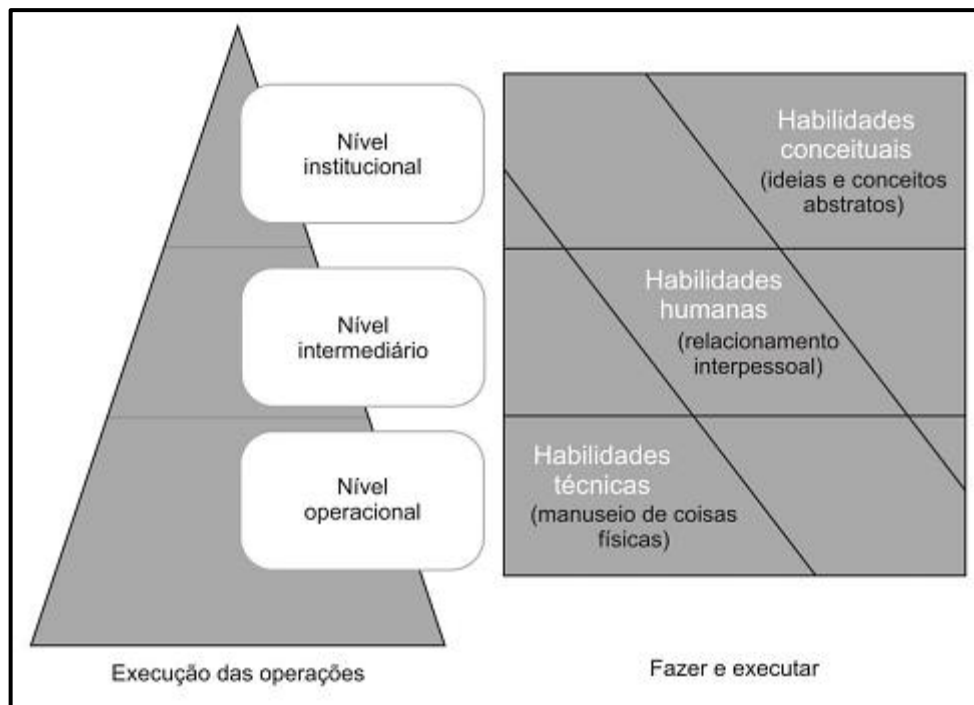 Nível
institucional
Nível
intermediário
Nível
operacional
Execução das operações
Habilidades
conceituais
(ideias e conceitos
abstratos)
Habilidades
humanas
(relacionamento
interpessoal)
Habilidades
técnicas
(manuseio de coisas
físicas)
Fazer e executar